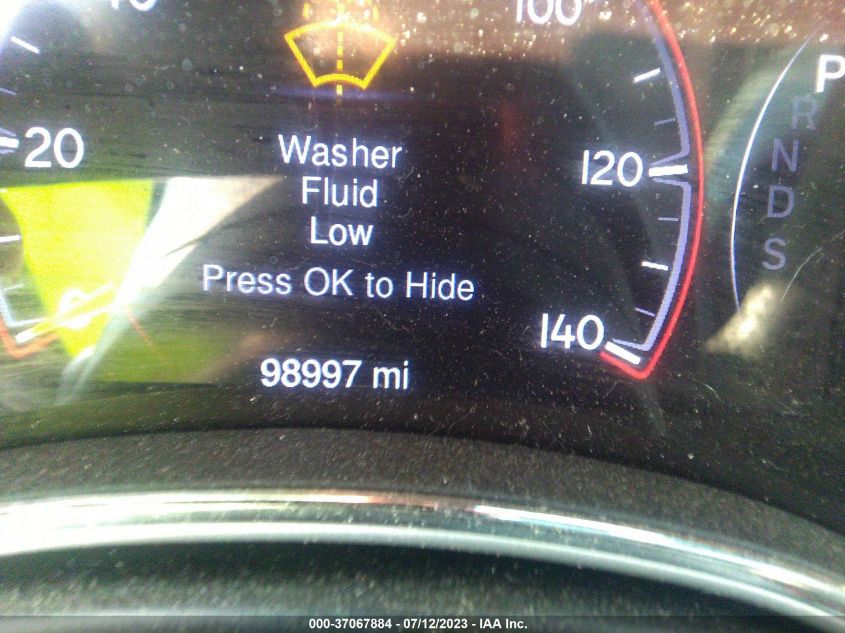 100
20
120
Washer
Fluid
Low
Press OK to Hide
140
98997 mi
P
R
N
D
S
000-37067884 - 07/12/2023 - IAA Inc.